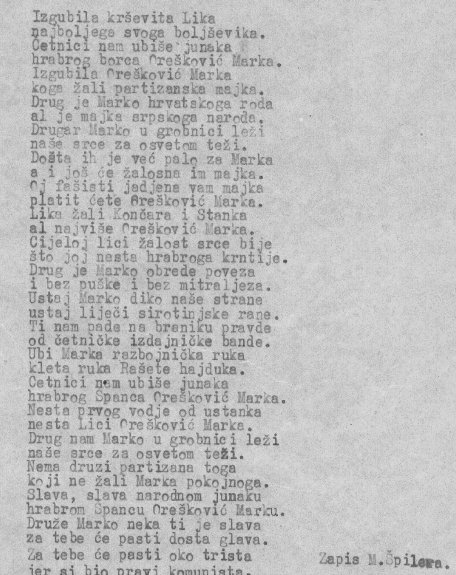 Izgubila krševita Lika
najboljega svoga boljševika.
Četnici nam ubiše junaka
hrabrog borca Orešković Marka.
Izgubila Orešković Marka
koga žali partizanska majka.
Drug je Marko hrvatskoga roda
al je majka srpskoga naroda.
Drugar Marko u grobnici leži
naše srce za osvetom teži.
Došta ih je već palo za Marka
a i još će žalosna im majka.
Oj fašisti jadjena vam majka
platit ćete Orešković Marka.
Lika žali Končara i Stanka
al najviše Orešković Marka.
Cijeloj lici žalost srce bije
što joj nesta hrabroga krntije.
Drug je Marko obrede poveza
i bez puške i bez mitraljeza.
Ustaj Marko diko naše strane
ustaj liječi sirotinjske rane.
Ti nam pade na braniku pravde
od četničke izdajničke bande.
Ubi Marka razbojnička ruka
kleta ruka Rašete hajduka.
Četnici nam ubiše junaka
hrabrog Španca Orešković Marka.
Nesta prvog vodje od ustanka
nesta Lici Orešković Marka.
Drug nam Marko u grobnici leži
naše srce za osvetom teži.
Nema druzi partizana toga
koji ne žali Marka pokojnoga.
Slava, slava narodnom junaku
hrabrom Špancu Orešković Marku.
Druže Marko neka ti je slava
za tebe će pasti dosta glava.
Za tebe će pasti oko trista
jer si bio pravi komunista.
Zapis M.Špilera.